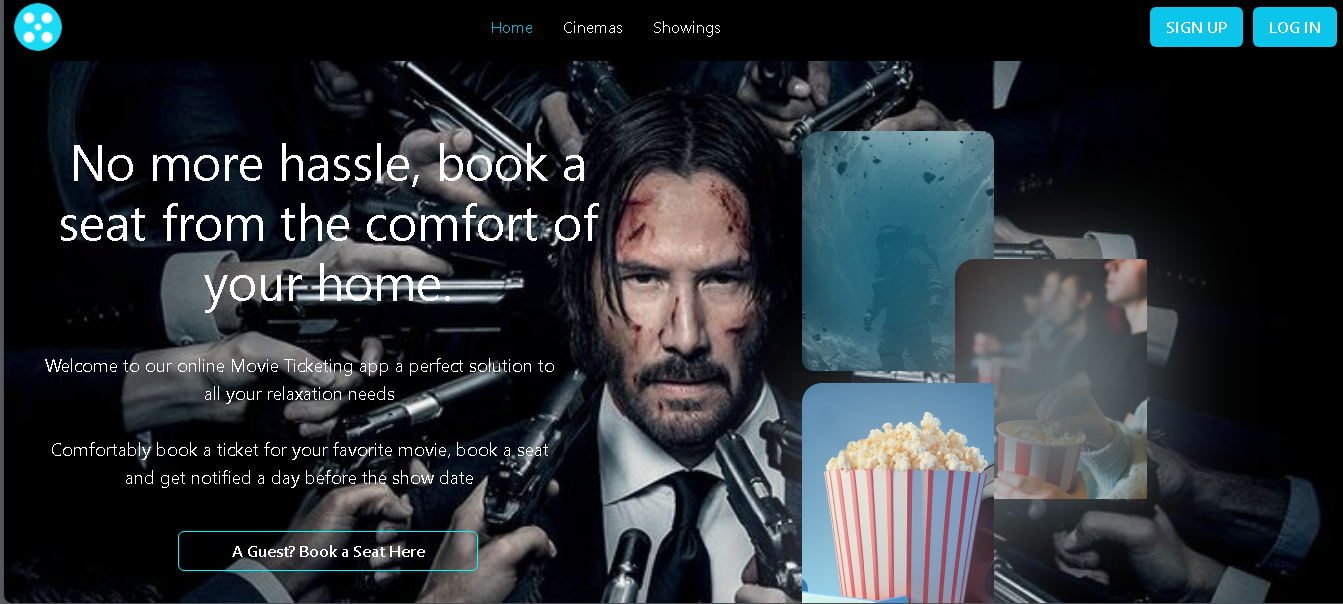 Home Cinemas Showings SIGN UP LOG IN
No more hassle, book a
seat from the comfort of
your home.
Welcome to our online Movie Ticketing app a perfect solution to
all your relaxation needs
Comfortably book a ticket for your favorite movie, book a seat
and get notified a day before the show date
A Guest? Book a Seat Here